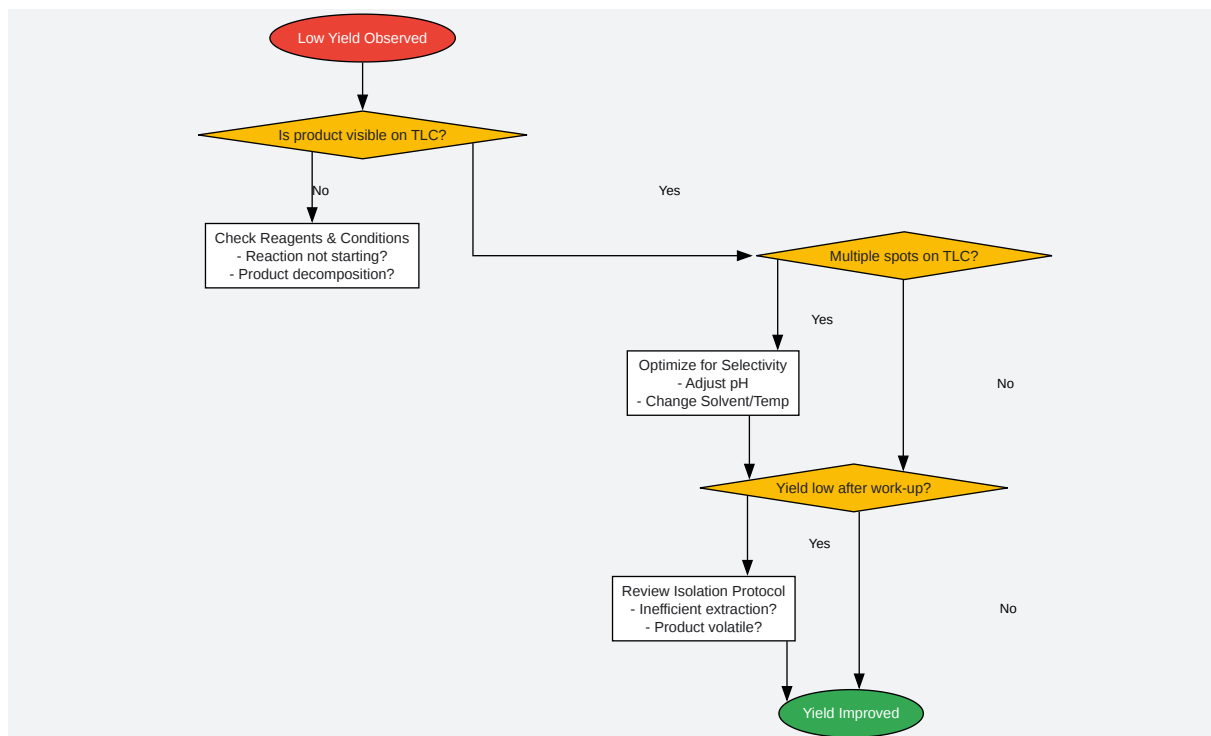 Low Yield Observed
Is product visible on TLC?
No
Yes
Check Reagents & Conditions
- Reaction not starting?
- Product decomposition?
Multiple spots on TLC?
Yes
Optimize for Selectivity
- Adjust pH
- Change Solvent/Temp
No
Yield low after work-up?
Yes
Review Isolation Protocol
- Inefficient extraction?
- Product volatile?
No
Yield Improved